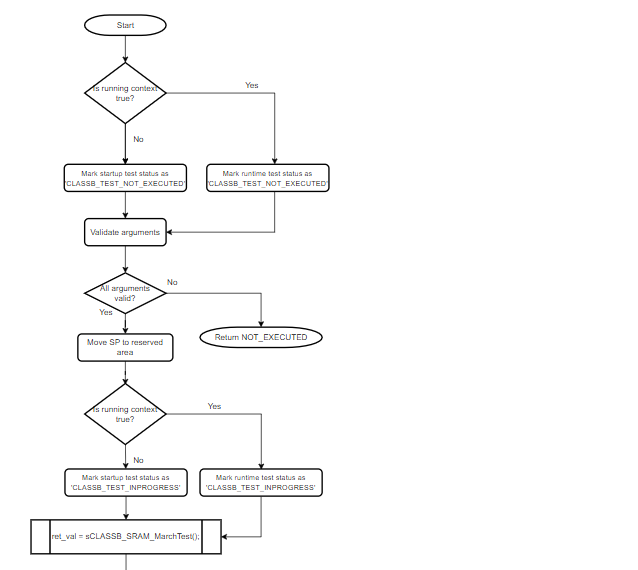 Start
Is running context
true?
Yes
No
Mark startup test status as
'CLASSB_TEST_NOT_EXECUTED'
Mark runtime test status as
'CLASSB_TEST_NOT_EXECUTED'
Validate arguments
All arguments
valid?
No
Yes
Return NOT_EXECUTED
Move SP to reserved
area
Is running context
true?
Yes
No
Mark startup test status as
'CLASSB_TEST_INPROGRESS'
Mark runtime test status as
'CLASSB_TEST_INPROGRESS'
ret_val = sCLASSB_SRAM_MarchTest();